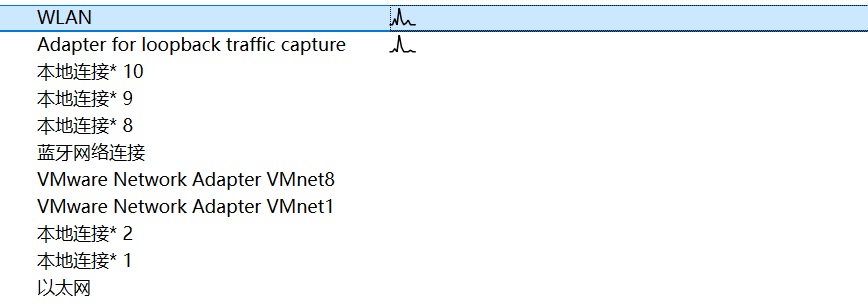 WLAN
Adapter for loopback traffic capture
本地连接* 10
本地连接* 9
本地连接* 8
蓝牙网络连接
VMware Network Adapter VMnet8
VMware Network Adapter VMnet1
本地连接* 2
本地连接* 1
以太网